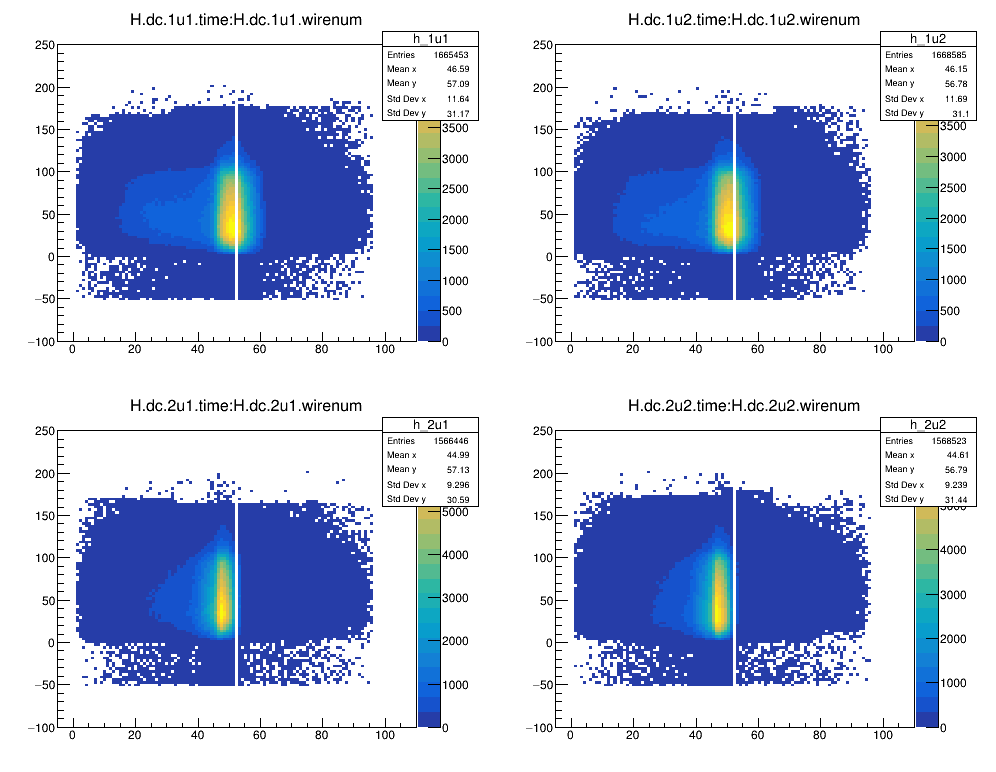 H.dc.1u1.time:H.dc.1u1.wirenum
h_1u1
Entries 1665453
Mean x 46.59
Mean y 57.09
Std Dev x 11.64
Std Dev y 31.17
250
200
150
100
50
0
−50
−100
0 20 40 60 80 100
3500
3000
2500
2000
1500
1000
500
0
H.dc.1u2.time:H.dc.1u2.wirenum
h_1u2
Entries 1668585
Mean x 46.15
Mean y 56.76
Std Dev x 11.69
Std Dev y 31.1
250
200
150
100
50
0
−50
−100
0 20 40 60 80 100
3500
3000
2500
2000
1500
1000
500
0
H.dc.2u1.time:H.dc.2u1.wirenum
h_2u1
Entries 1566446
Mean x 44.99
Mean y 57.13
Std Dev x 9.296
Std Dev y 30.59
250
200
150
100
50
0
−50
−100
0 20 40 60 80 100
5000
4000
3000
2000
1000
0
H.dc.2u2.time:H.dc.2u2.wirenum
h_2u2
Entries 1568523
Mean x 44.61
Mean y 56.79
Std Dev x 9.239
Std Dev y 31.44
250
200
150
100
50
0
−50
−100
0 20 40 60 80 100
5000
4000
3000
2000
1000
0